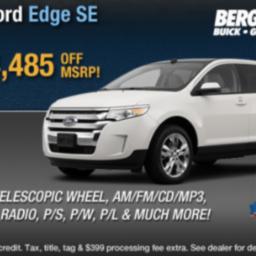 ord Edge SE
BERG
BUICK • G
,485 OFF
MSRP!
ELESCOPIC WHEEL, AM/FM/CD/MP3,
RADIO, P/S, P/W, P/L & MUCH MORE!
credit. Tax, title, tag & $399 processing fee extra. See dealer for de